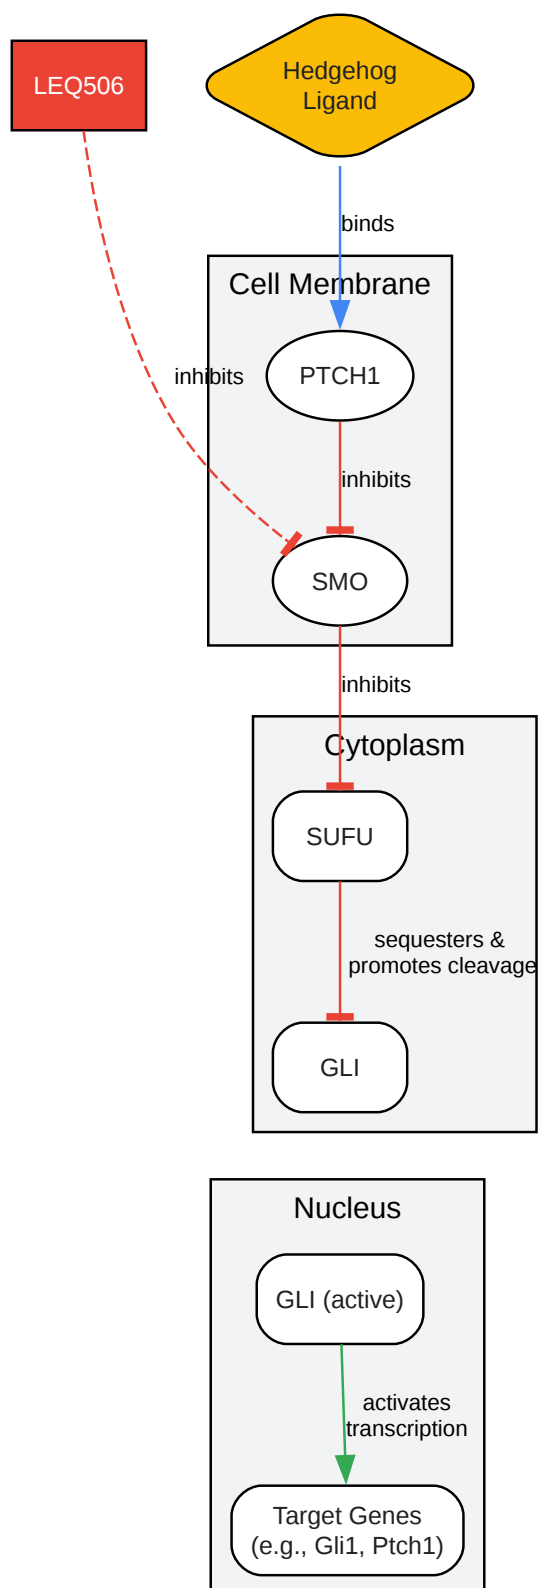 LEQ506
Hedgehog
Ligand
binds
Cell Membrane
PTCH1
inhibits
inhibits
SMO
inhibits
Cytoplasm
SUFU
sequesters &
promotes cleavage
GLI
Nucleus
GLI (active)
activates
transcription
Target Genes
(e.g., Gli1, Ptch1)